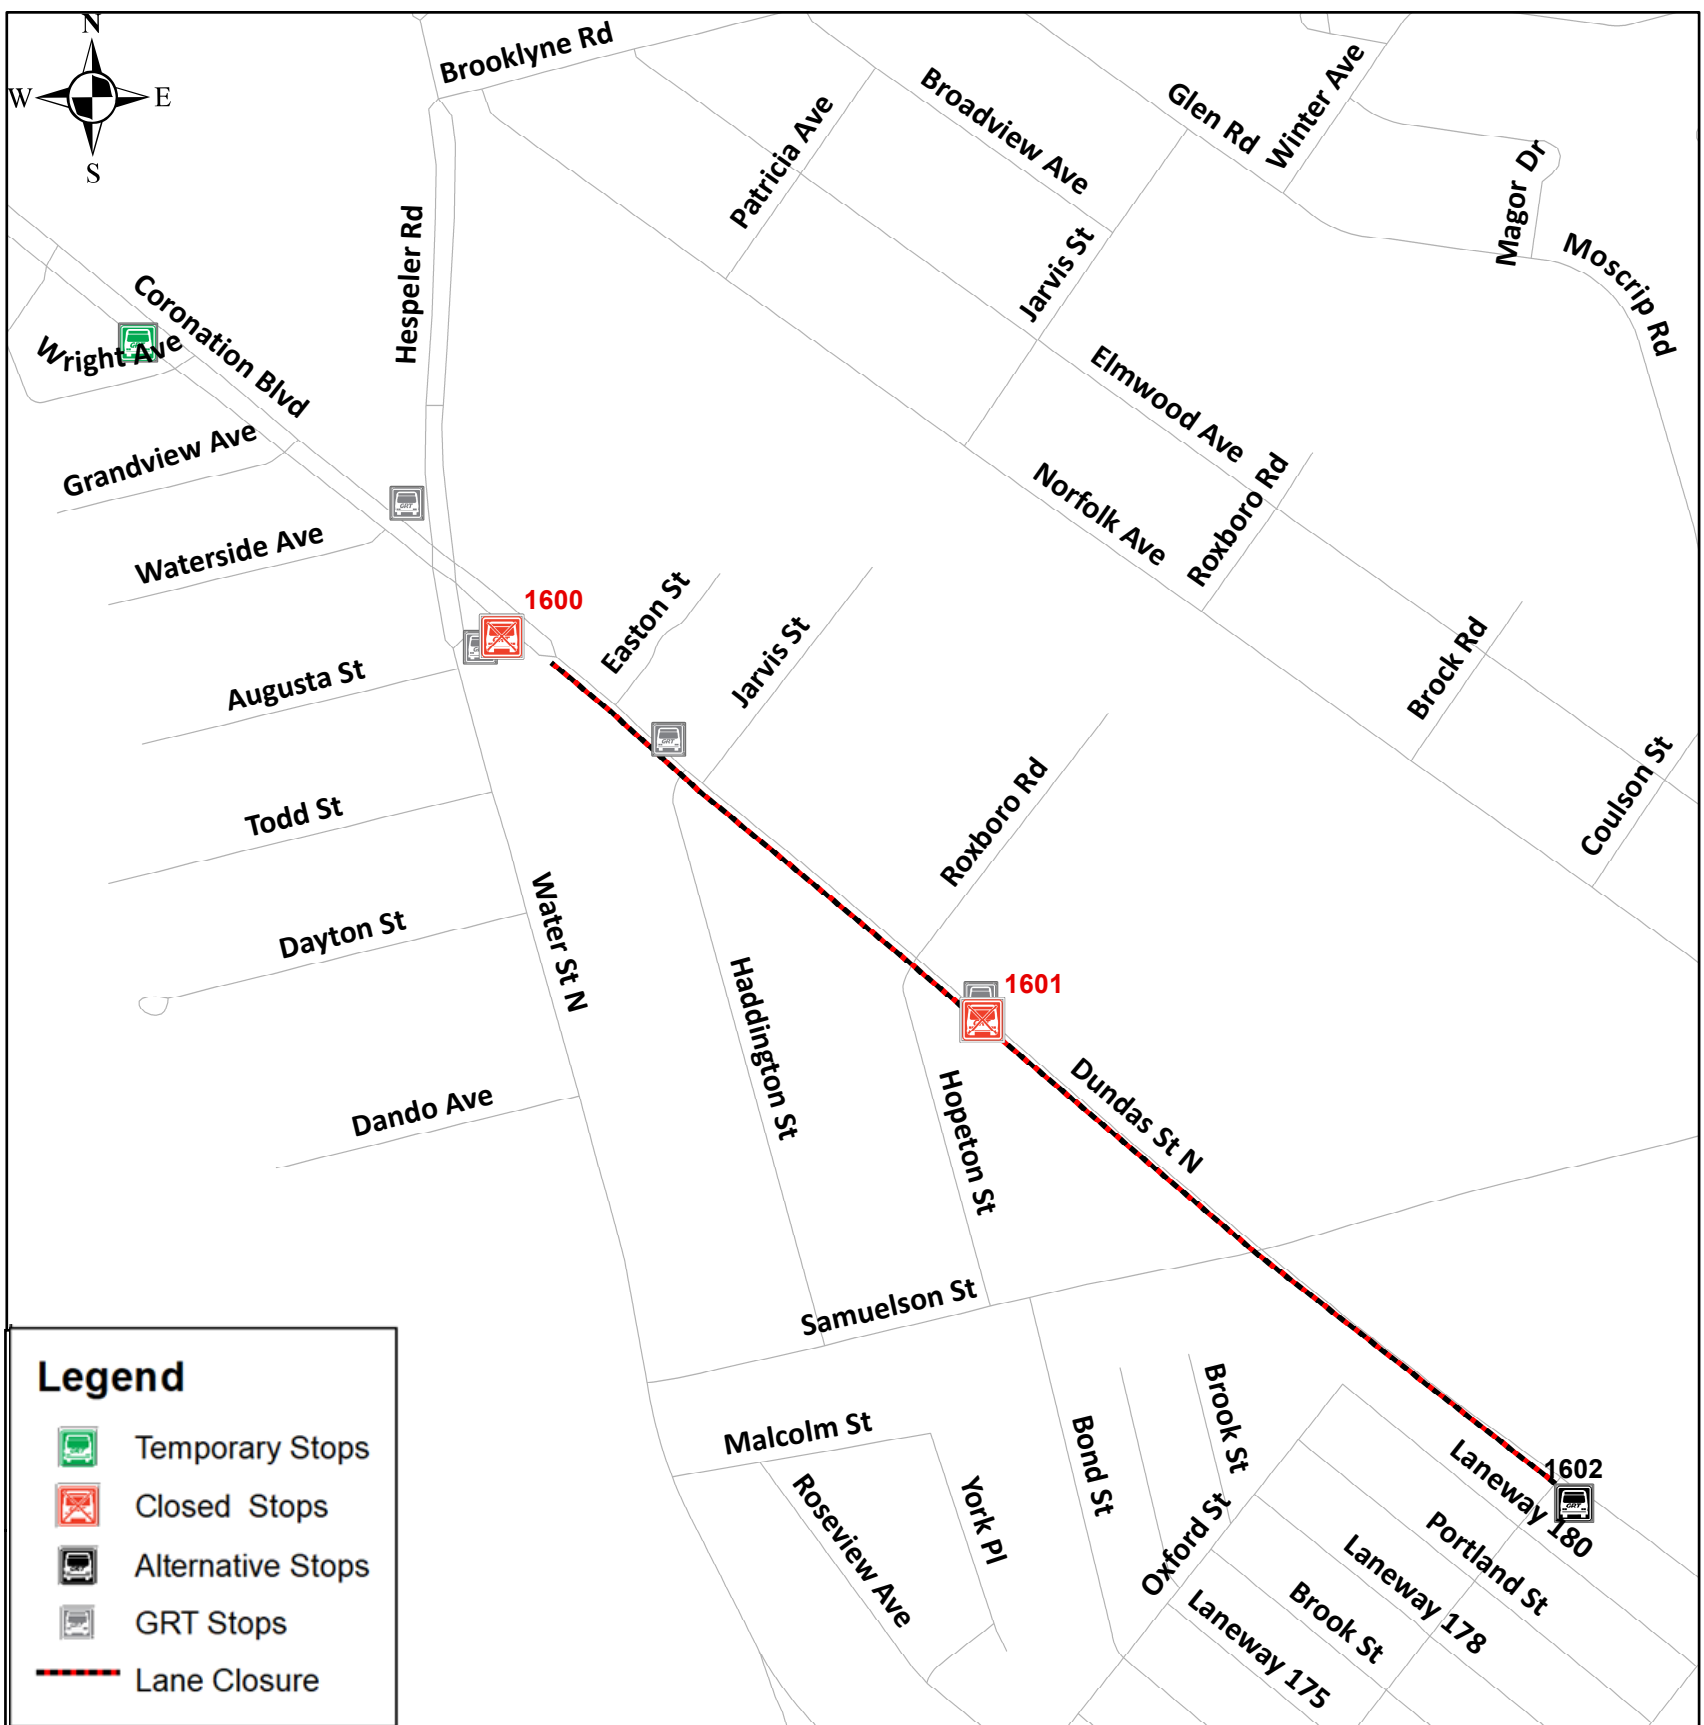 N
W
E
S
Brooklyne Rd
Patricia Ave
Broadview Ave
Glen Rd
Winter Ave
Magor Dr
Moscrip Rd
Hespeler Rd
Jarvis St
Coronation Blvd
Wright Ave
Grandview Ave
Waterside Ave
Elmwood Ave
Roxboro Rd
Norfolk Ave
GRT
1600
Easton St
Jarvis St
Brock Rd
Augusta St
GRT
Coulson St
Todd St
Roxboro Rd
Dayton St
Water St N
Haddington St
1601
Dando Ave
Hopeton St
Dundas St N
Samuelson St
Malcolm St
Roseview Ave
York Pl
Bond St
Brook St
Oxford St
1602
GRT
Laneway 180
Portland St
Laneway 178
Brook St
Laneway 175
Legend
Temporary Stops
Closed Stops
Alternative Stops
GRT Stops
Lane Closure